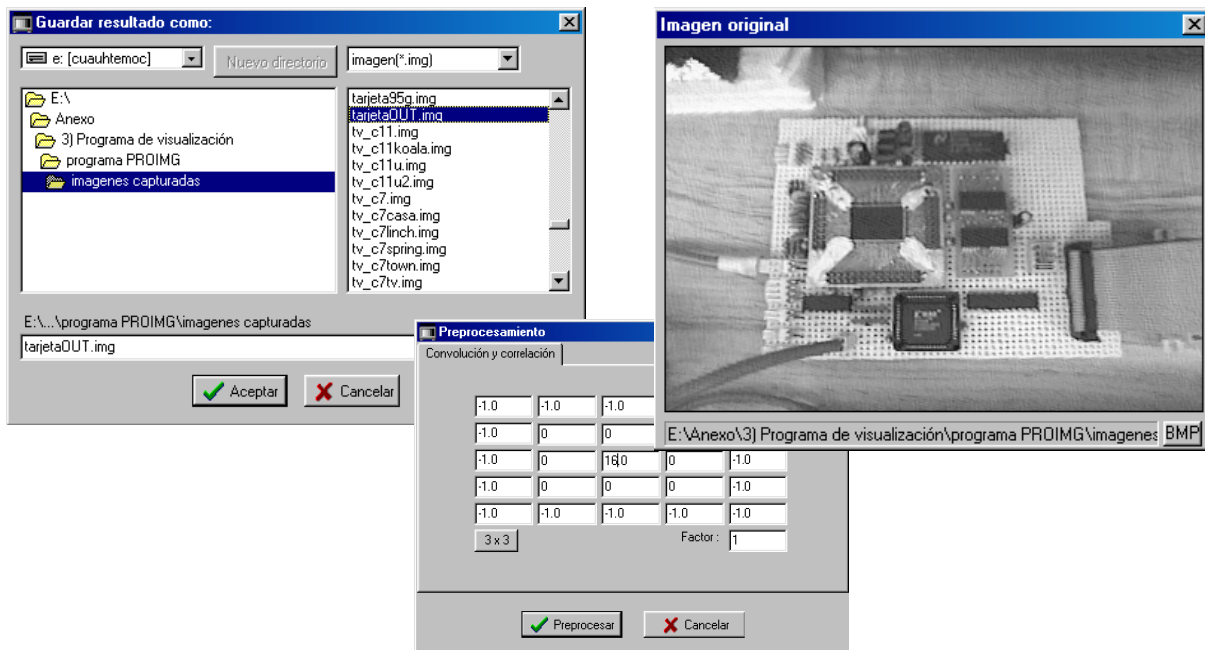 Guardar resultado como:
e: [cuauhtemoc]
Nuevo directorio
imagen(*.img)
E:\
Anexo
3) Programa de visualización
programa PROIMG
imagenes capturadas
tarjeta95g.img
tarjetaOUT.img
tv_c11.img
tv_c11koala.img
tv_c11u.img
tv_c11u2.img
tv_c7.img
tv_c7casa.img
tv_c7linch.img
tv_c7spring.img
tv_c7town.img
tv_c7tv.img
E:\...\programa PROIMG\imagenes capturadas
tarjetaOUT.img
Aceptar
Cancelar
Imagen original
E:\Anexo\3) Programa de visualización\programa PROIMG\imagenes
BMP
Preprocesamiento
Convolución y correlación
-1.0 -1.0 -1.0
-1.0 0 0
-1.0 0 16.0 0 -1.0
-1.0 0 0 0 -1.0
-1.0 -1.0 -1.0 -1.0 -1.0
3 x 3
Factor : 1
Preprocesar
Cancelar